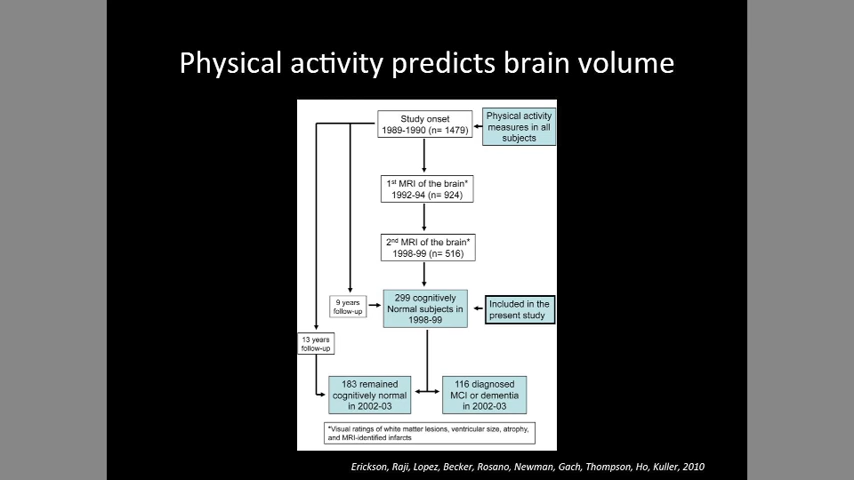 Physical activity predicts brain volume
Study onset
1989-1990 (n= 1479)
Physical activity
measures in all
subjects
1st MRI of the brain*
1992-94 (n= 924)
2nd MRI of the brain*
1998-99 (n= 516)
9 years
follow-up
299 cognitively
Normal subjects in
1998-99
Included in the
present study
13 years
follow-up
183 remained
cognitively normal
in 2002-03
116 diagnosed
MCI or dementia
in 2002-03
*Visual ratings of white matter lesions, ventricular size, atrophy,
and MRI-identified infarcts
Erickson, Raji, Lopez, Becker, Rosano, Newman, Gach, Thompson, Ho, Kuller, 2010